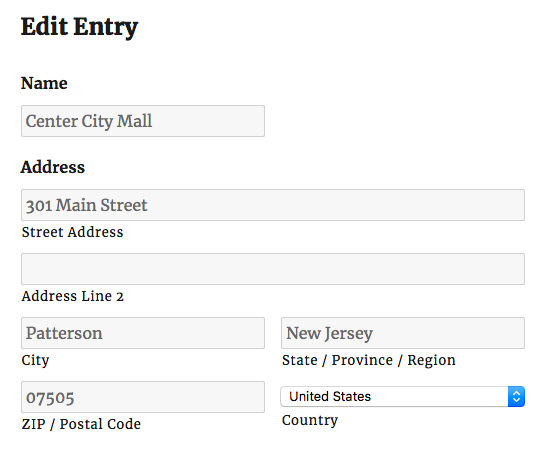 Edit Entry
Name
Center City Mall
Address
301 Main Street
Street Address
Address Line 2
Patterson
New Jersey
City
State / Province / Region
07505
United States
ZIP / Postal Code
Country